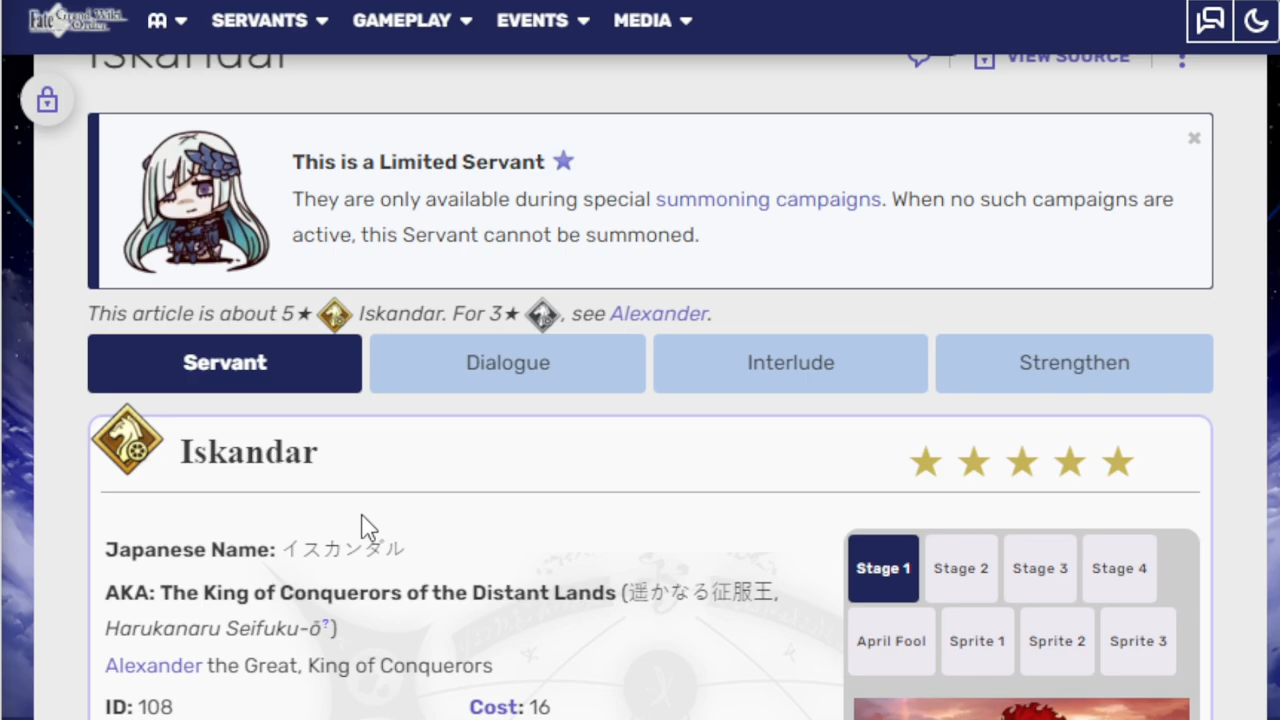 Fate Grand Order Wiki
SERVANTS GAMEPLAY EVENTS MEDIA
Iskandar
VIEW SOURCE
This is a Limited Servant
They are only available during special summoning campaigns. When no such campaigns are
active, this Servant cannot be summoned.
This article is about 5★ Iskandar. For 3★ , see Alexander.
Servant Dialogue Interlude Strengthen
Iskandar
Japanese Name: イスカンダル
AKA: The King of Conquerors of the Distant Lands (遥かなる征服王,
Harukanaru Seifuku-ō?)
Alexander the Great, King of Conquerors
ID: 108 Cost: 16
Stage 1 Stage 2 Stage 3 Stage 4
April Fool Sprite 1 Sprite 2 Sprite 3